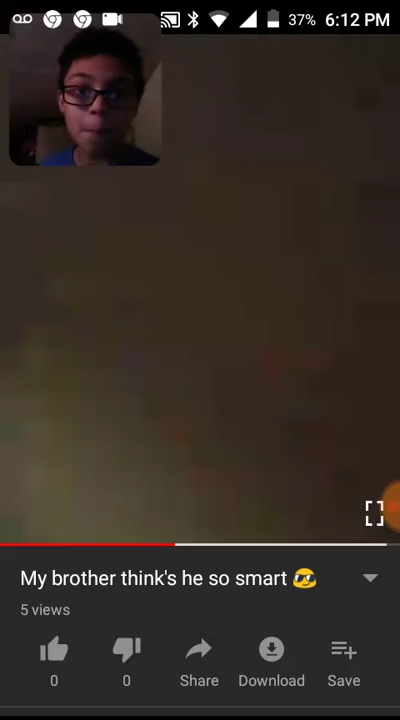 37% 6:12 PM
My brother think's he so smart 😎
5 views
0 0 Share Download Save